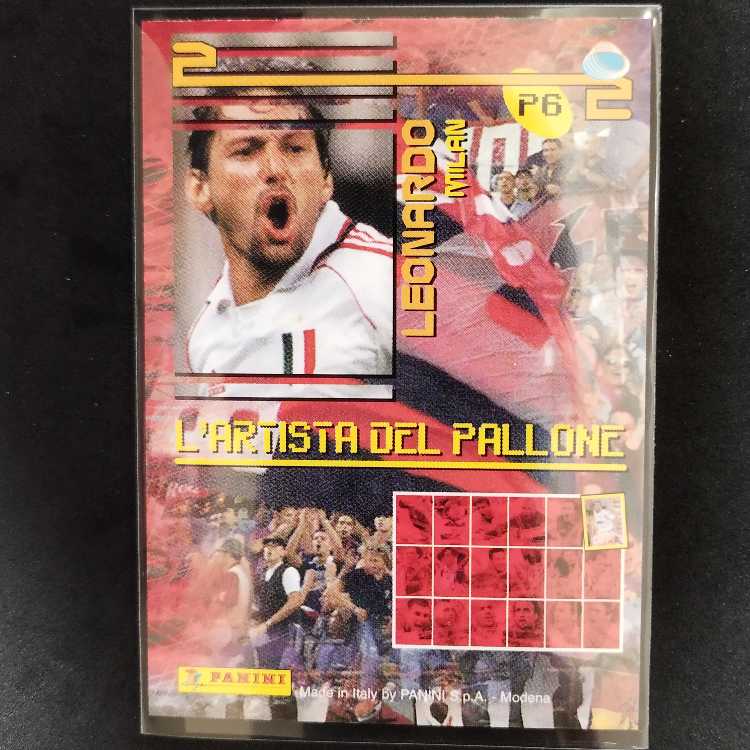 2
P6
2
LEONARDO
MILAN
L'ARTISTA DEL PALLONE
PANINI
Made in Italy by PANINI S.p.A. - Modena